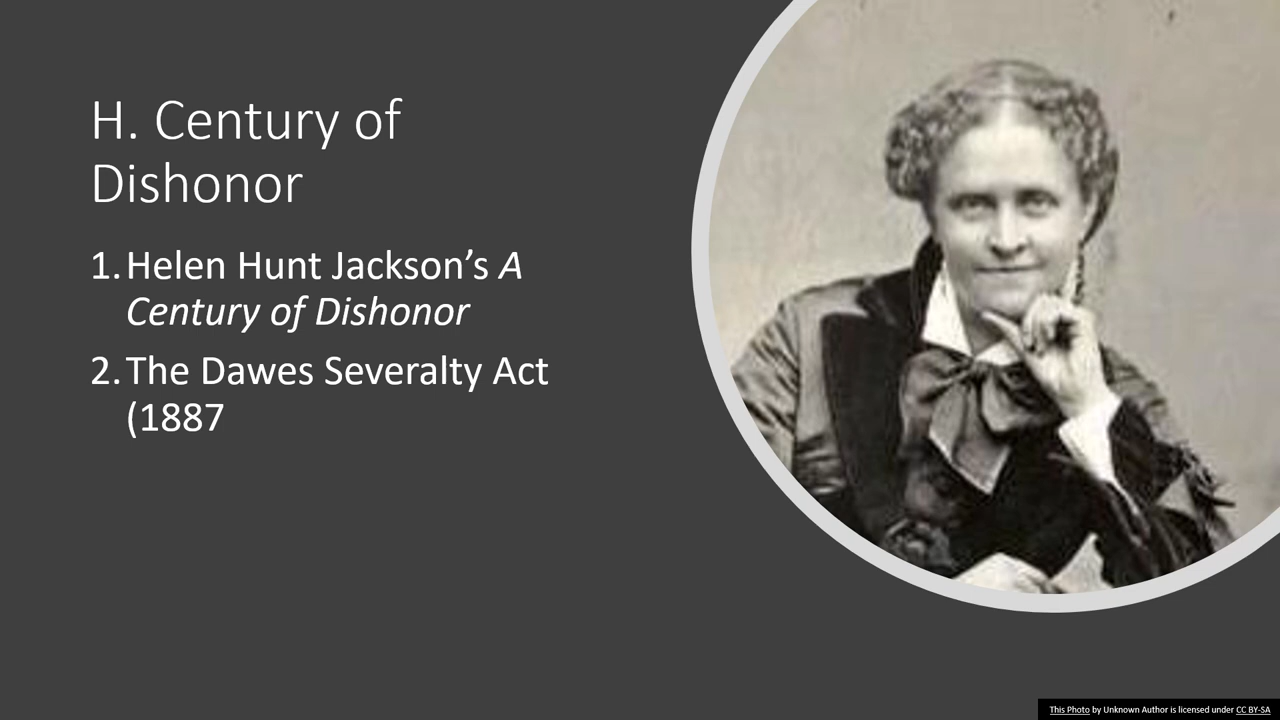 H. Century of
Dishonor
1. Helen Hunt Jackson’s A
Century of Dishonor
2. The Dawes Severalty Act
(1887
This Photo by Unknown Author is licensed under CC BY-SA